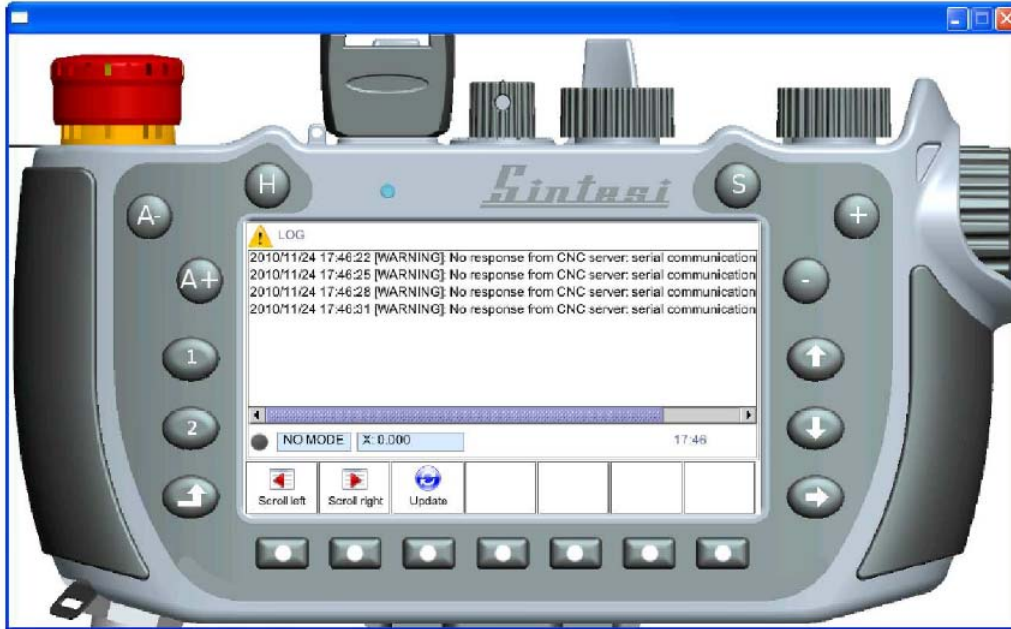 H
Sintesi
S
A-
+
LOG
2010/11/24 17:46:22 [WARNING]: No response from CNC server: serial communication
2010/11/24 17:46:25 [WARNING]: No response from CNC server: serial communication
2010/11/24 17:46:28 [WARNING]: No response from CNC server: serial communication
2010/11/24 17:46:31 [WARNING]: No response from CNC server: serial communication
A+
-
1
2
NO MODE X: 0.000 17:46
Scroll left Scroll right Update